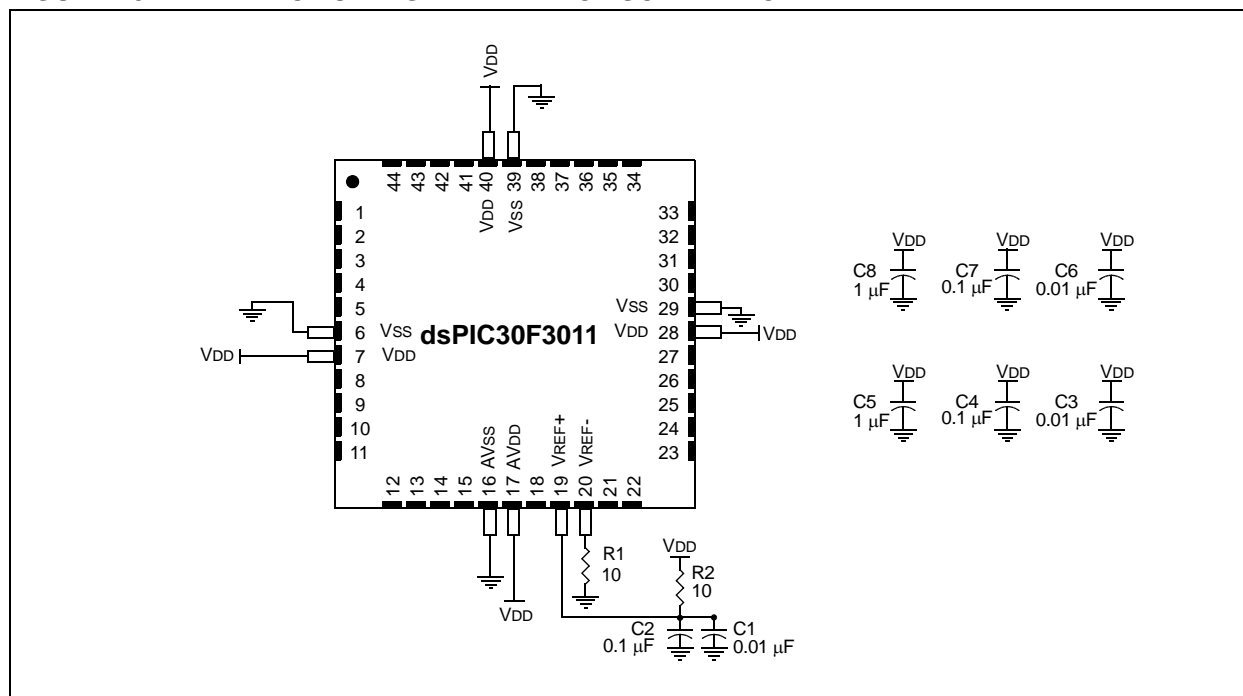 VDD
44 43 42 41 40 39 38 37 36 35 34
VDD VSS
1
2
3
4
5
6 VSS
7 VDD
8
9
10
11
VDD
dsPIC30F3011
33
32
31
30
VSS 29
VDD 28
27
26
25
24
23
VDD
AVSS AVDD VREF+ VREF-
12 13 14 15 16 17 18 19 20 21 22
VDD
R1
10
VDD
R2
10
C2
0.1 µF
C1
0.01 µF
VDD VDD VDD
C8
1 µF
C7
0.1 µF
C6
0.01 µF
VDD VDD VDD
C5
1 µF
C4
0.1 µF
C3
0.01 µF